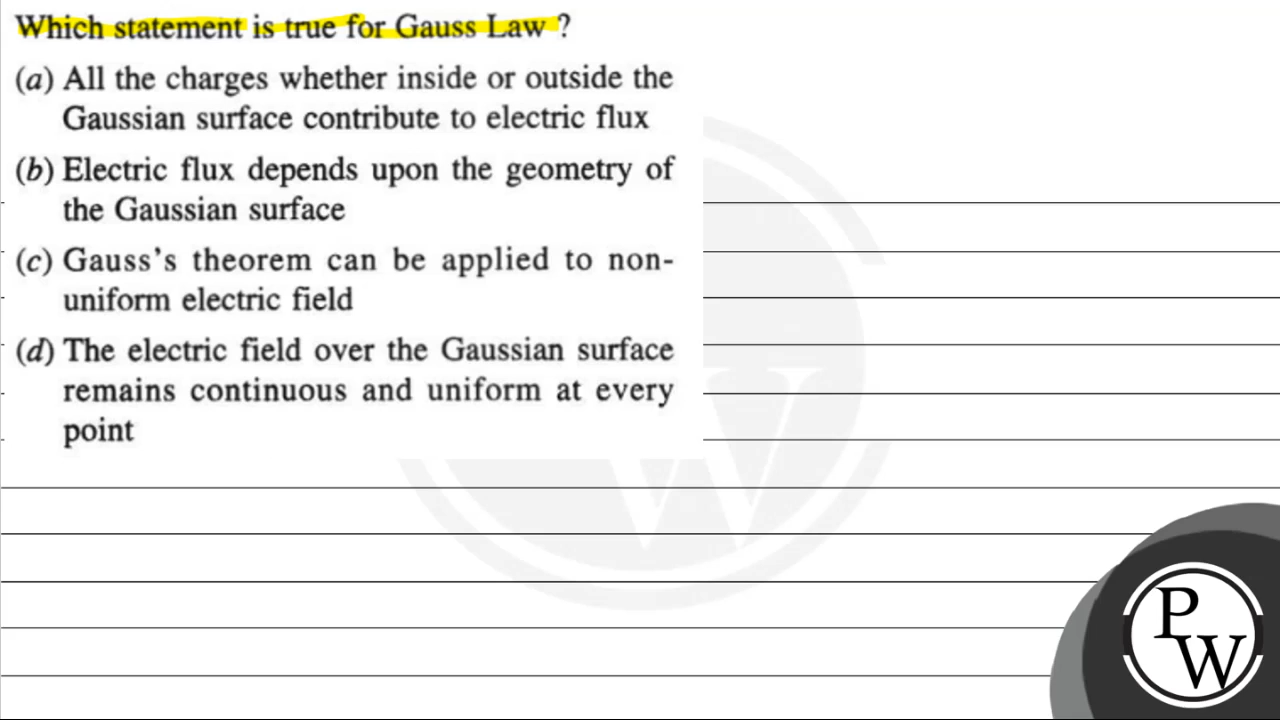 Which statement is true for Gauss Law ?
(a) All the charges whether inside or outside the
Gaussian surface contribute to electric flux
(b) Electric flux depends upon the geometry of
the Gaussian surface
(c) Gauss's theorem can be applied to non-
uniform electric field
(d) The electric field over the Gaussian surface
remains continuous and uniform at every
point
P
W